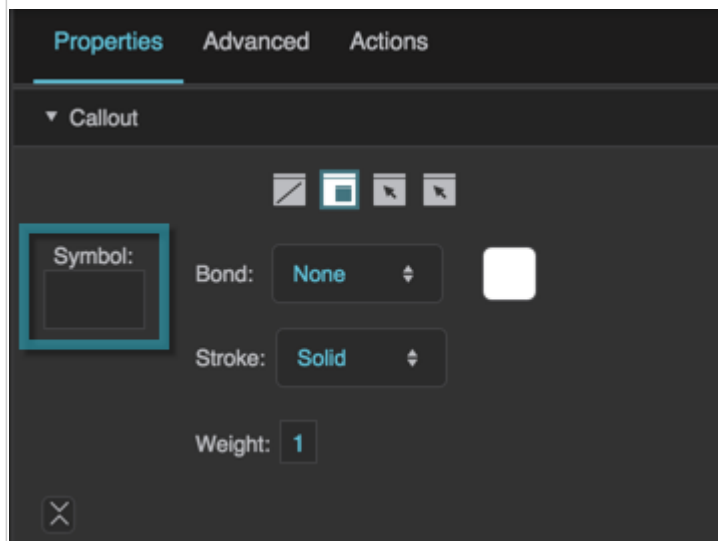 Properties Advanced Actions
Callout
Symbol:
Bond: None
Stroke: Solid
Weight: 1